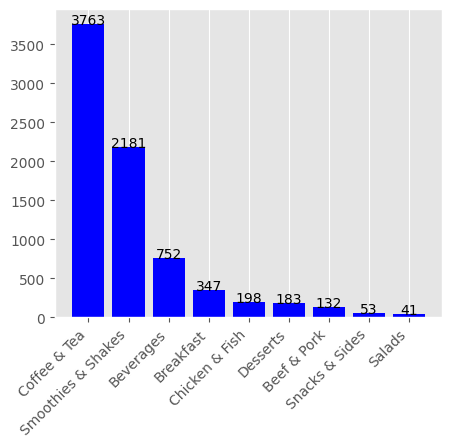 3500
3000
2500
2000
1500
1000
500
0
3763
2181
752
347
198
183
132
53
41
Coffee & Tea
Smoothies & Shakes
Beverages
Breakfast
Chicken & Fish
Desserts
Beef & Pork
Snacks & Sides
Salads